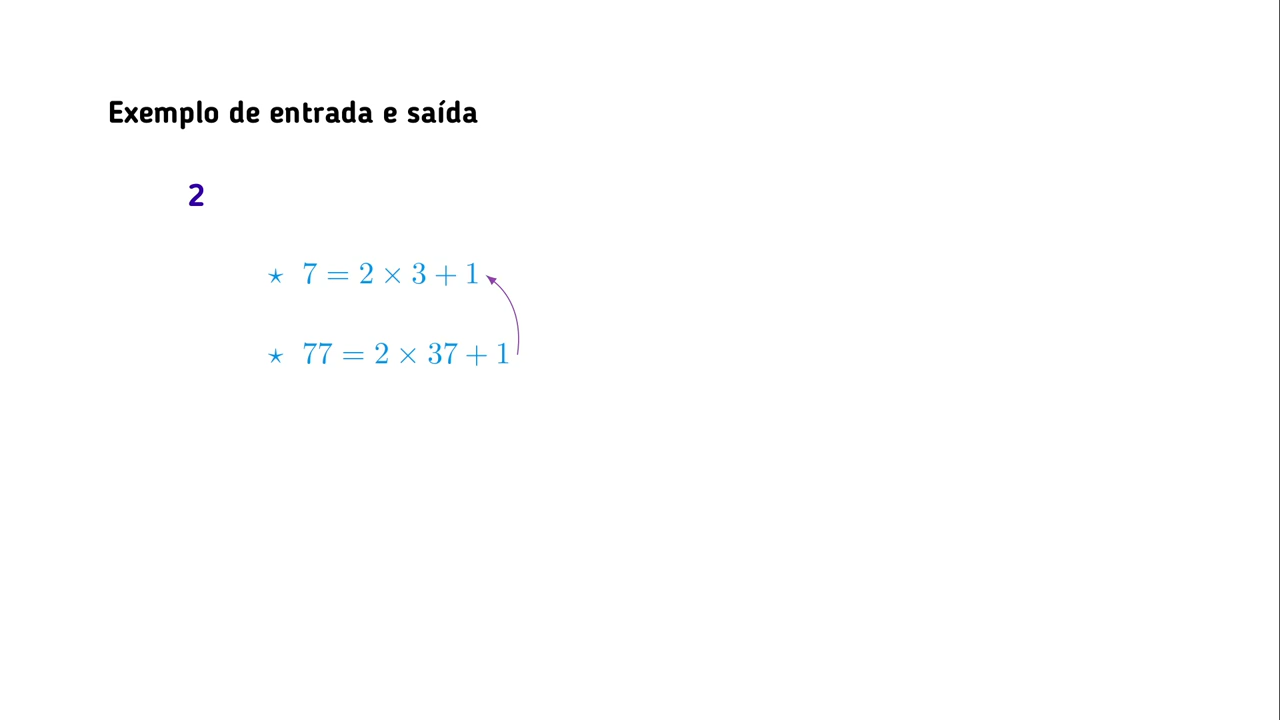 Exemplo de entrada e saída
2
⋆ 7 = 2 × 3 + 1
⋆ 77 = 2 × 37 + 1